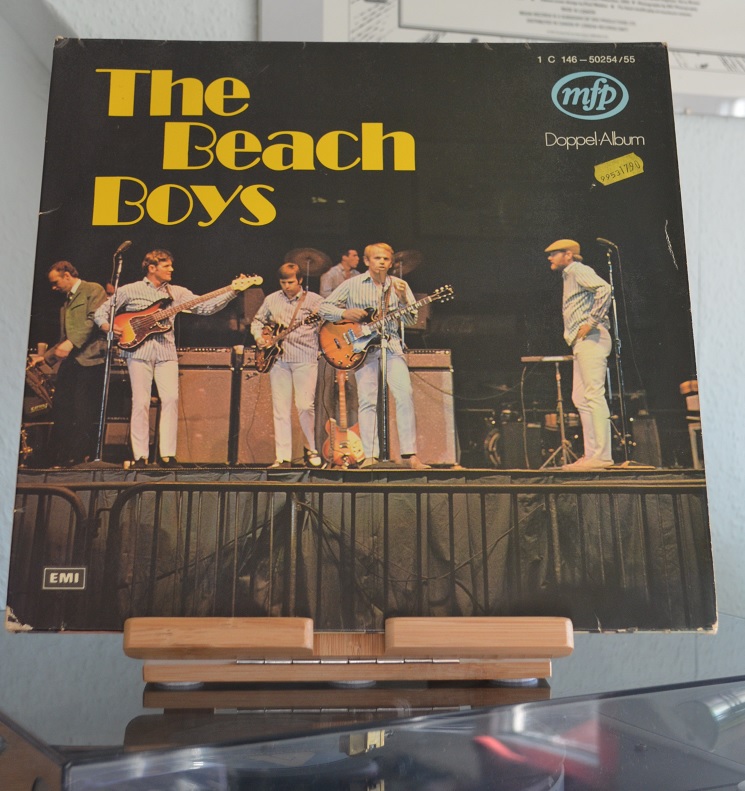 The
Beach
Boys
1 C 146 – 50254/55
mfp
Doppel-Album
EMI